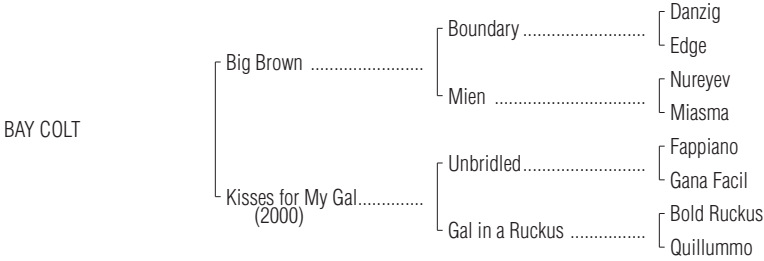 Danzig
Boundary ..........................
Edge
Big Brown ........................
Nureyev
Mien ................................
Miasma
BAY COLT
Fappiano
Unbridled..........................
Gana Facil
Kisses for My Gal..............
(2000)
Bold Ruckus
Gal in a Ruckus ................
Quillummo